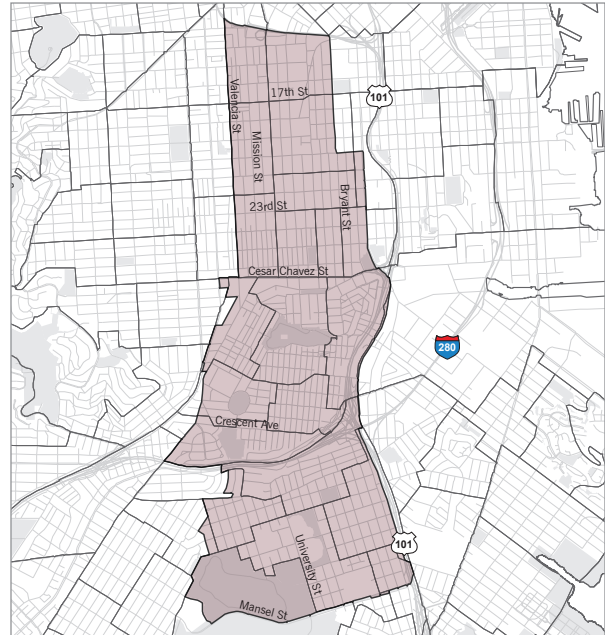 17th St
101
Valencia St
Mission St
Bryant St
23rd St
Cesar Chavez St
280
Crescent Ave
University St
101
Mansel St